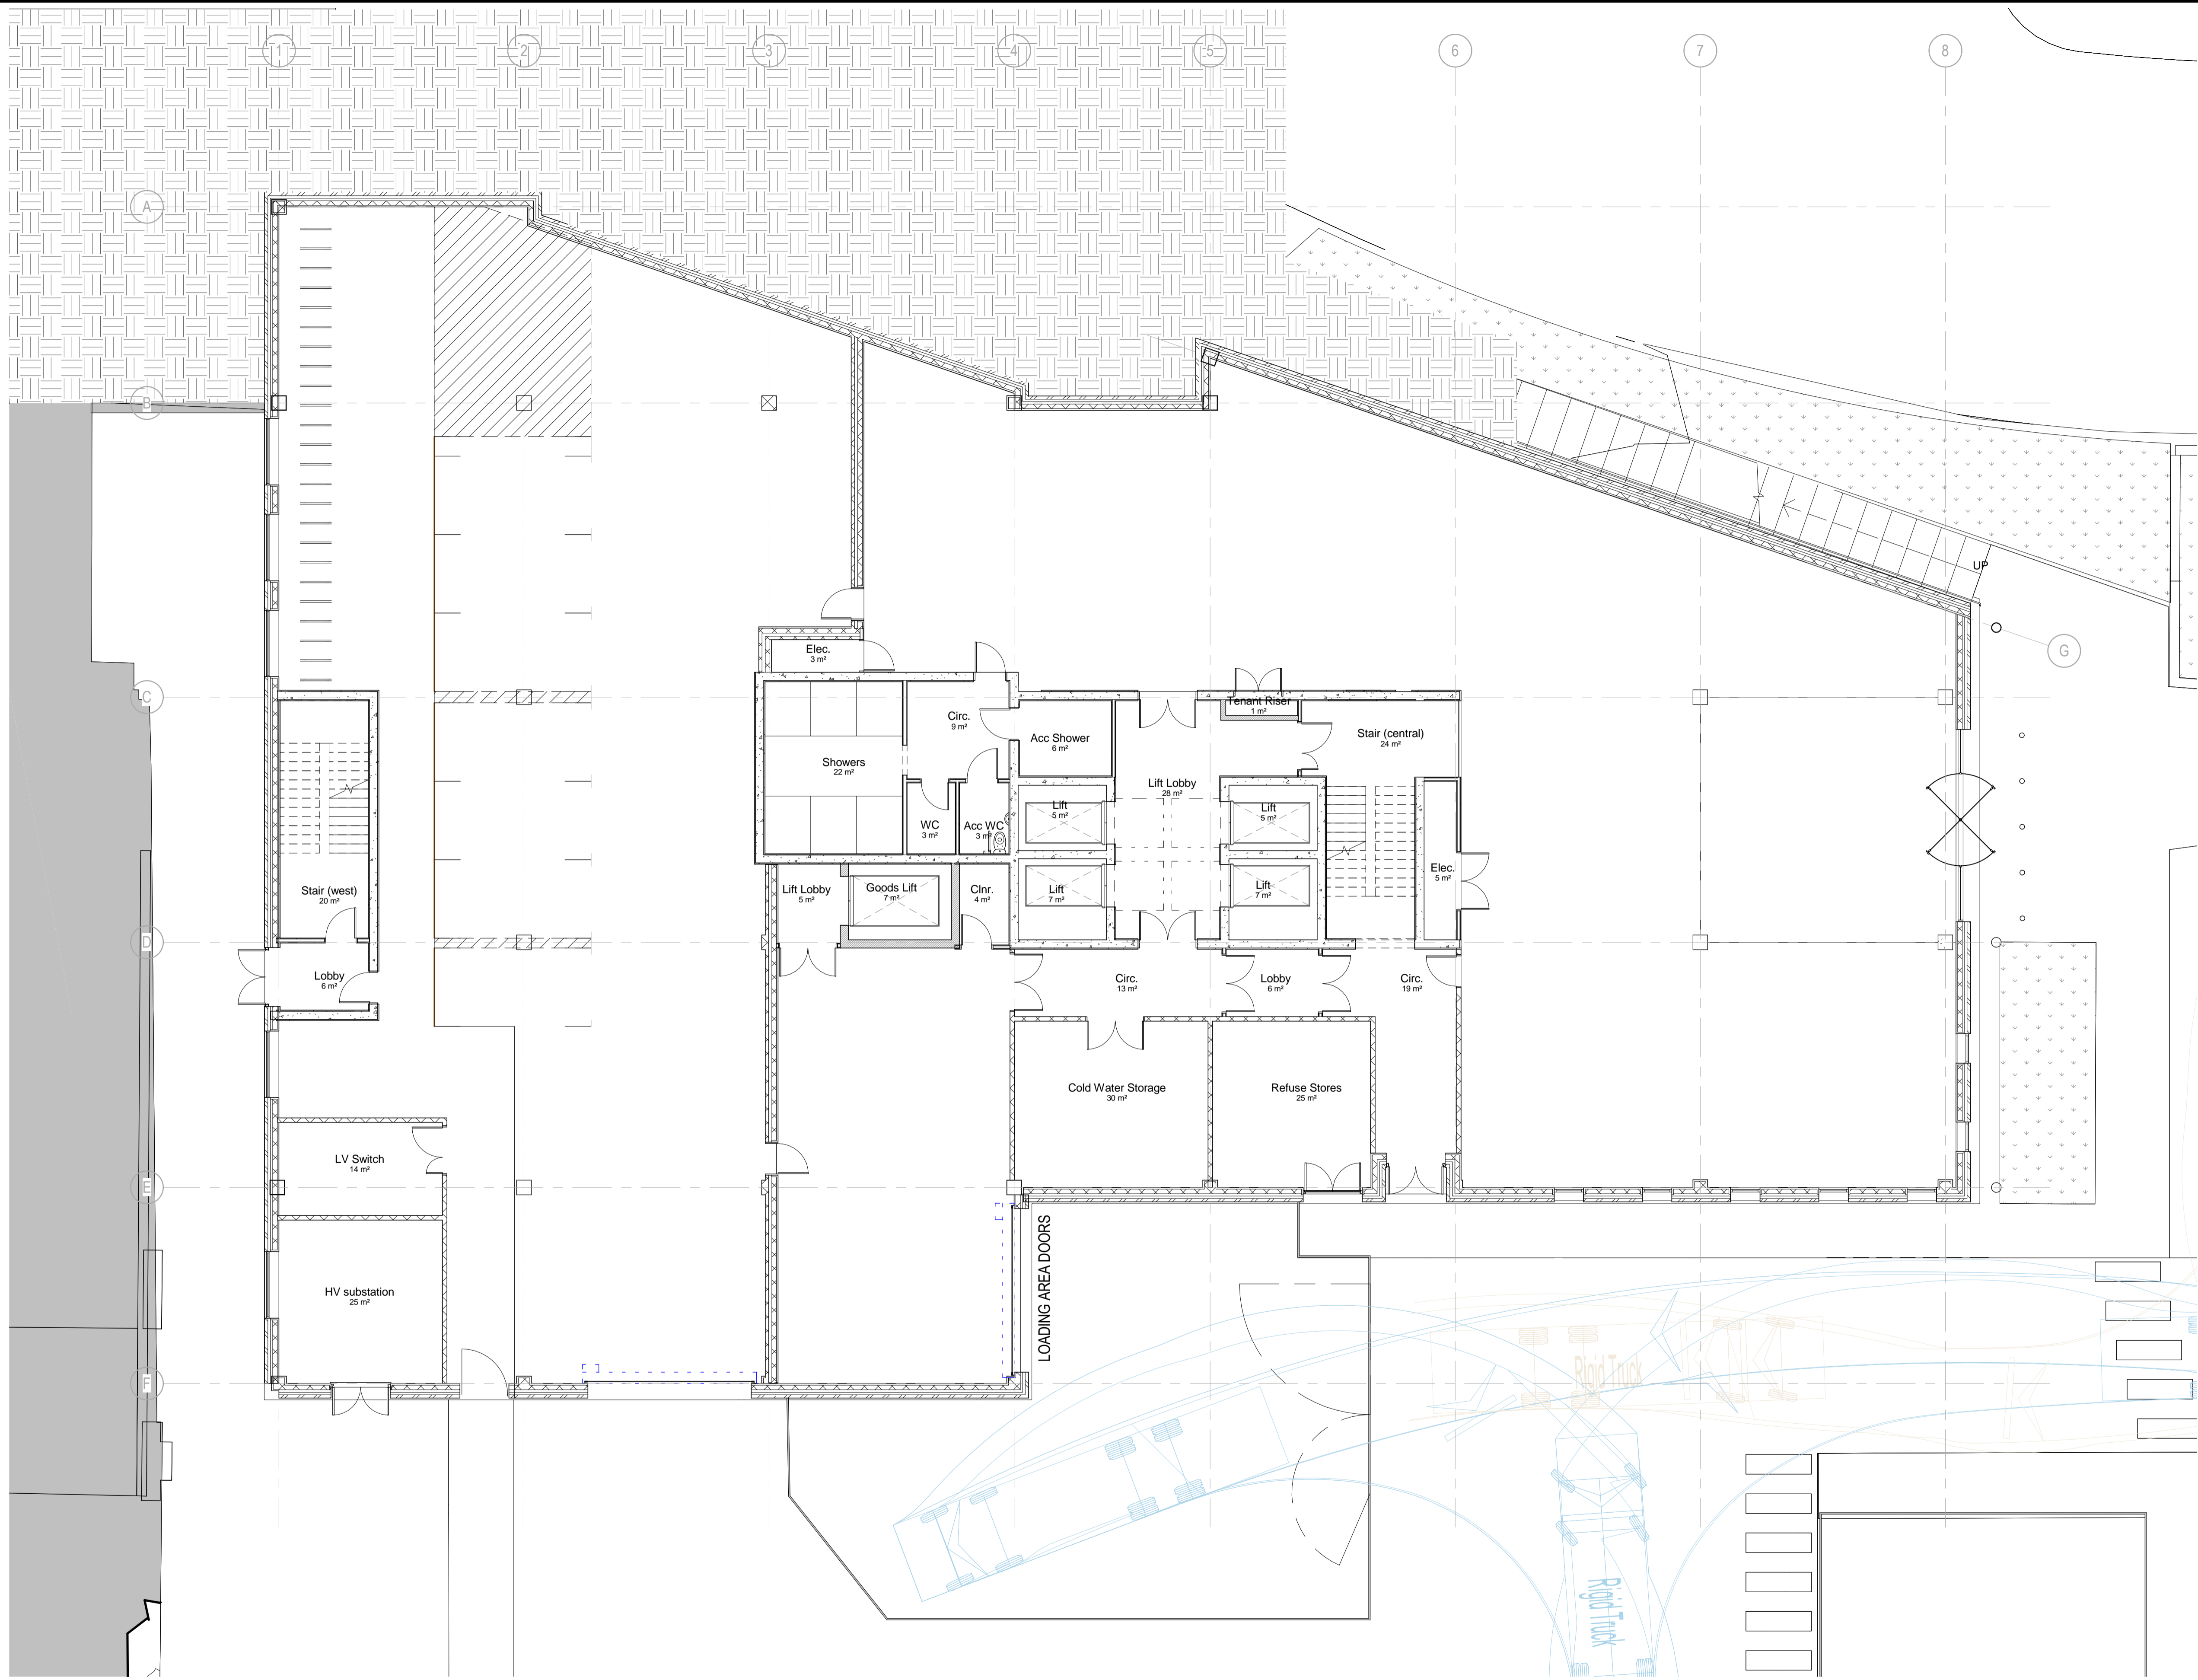 1
2
3
4
5
6
7
8
A
B
UP
G
Elec.
3 m²
C
Tenant Riser
1 m²
Circ.
9 m²
Acc Shower
6 m²
Stair (central)
24 m²
Showers
22 m²
Lift Lobby
28 m²
Lift
5 m²
Lift
5 m²
WC
3 m²
Acc WC
3 m²
Stair (west)
20 m²
Lift Lobby
5 m²
Goods Lift
7 m²
Clnr.
4 m²
Lift
7 m²
Lift
7 m²
Elec.
5 m²
D
Lobby
6 m²
Circ.
13 m²
Lobby
6 m²
Circ.
19 m²
Cold Water Storage
30 m²
Refuse Stores
25 m²
LV Switch
14 m²
E
HV substation
25 m²
LOADING AREA DOORS
F
Rigid Truck
Rigid Truck